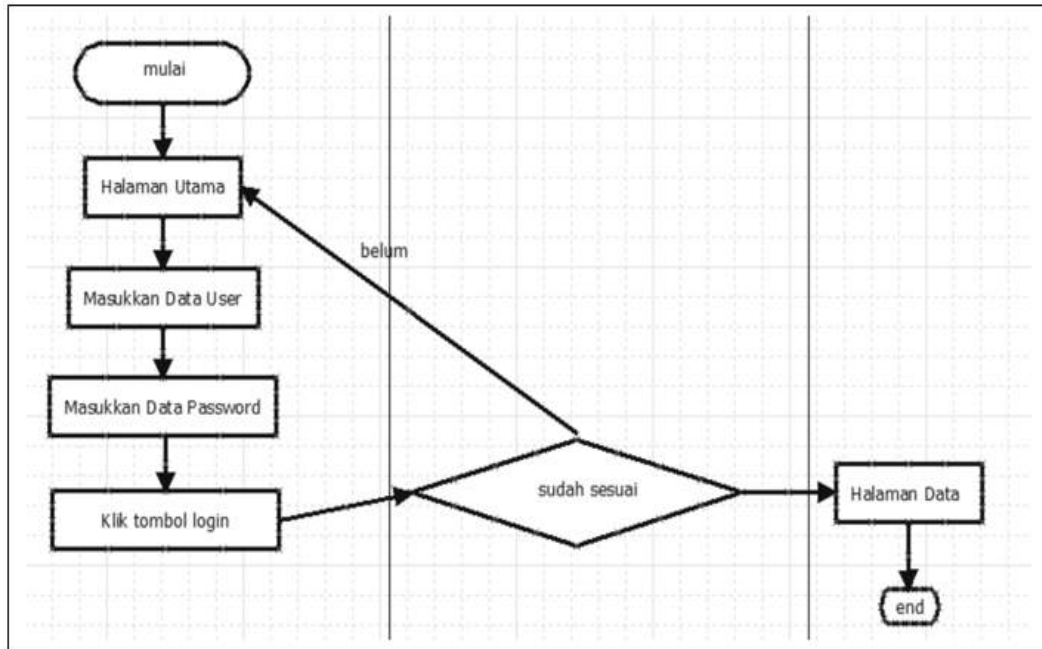 mulai
Halaman Utama
belum
Masukkan Data User
Masukkan Data Password
Klik tombol login
sudah sesuai
Halaman Data
end